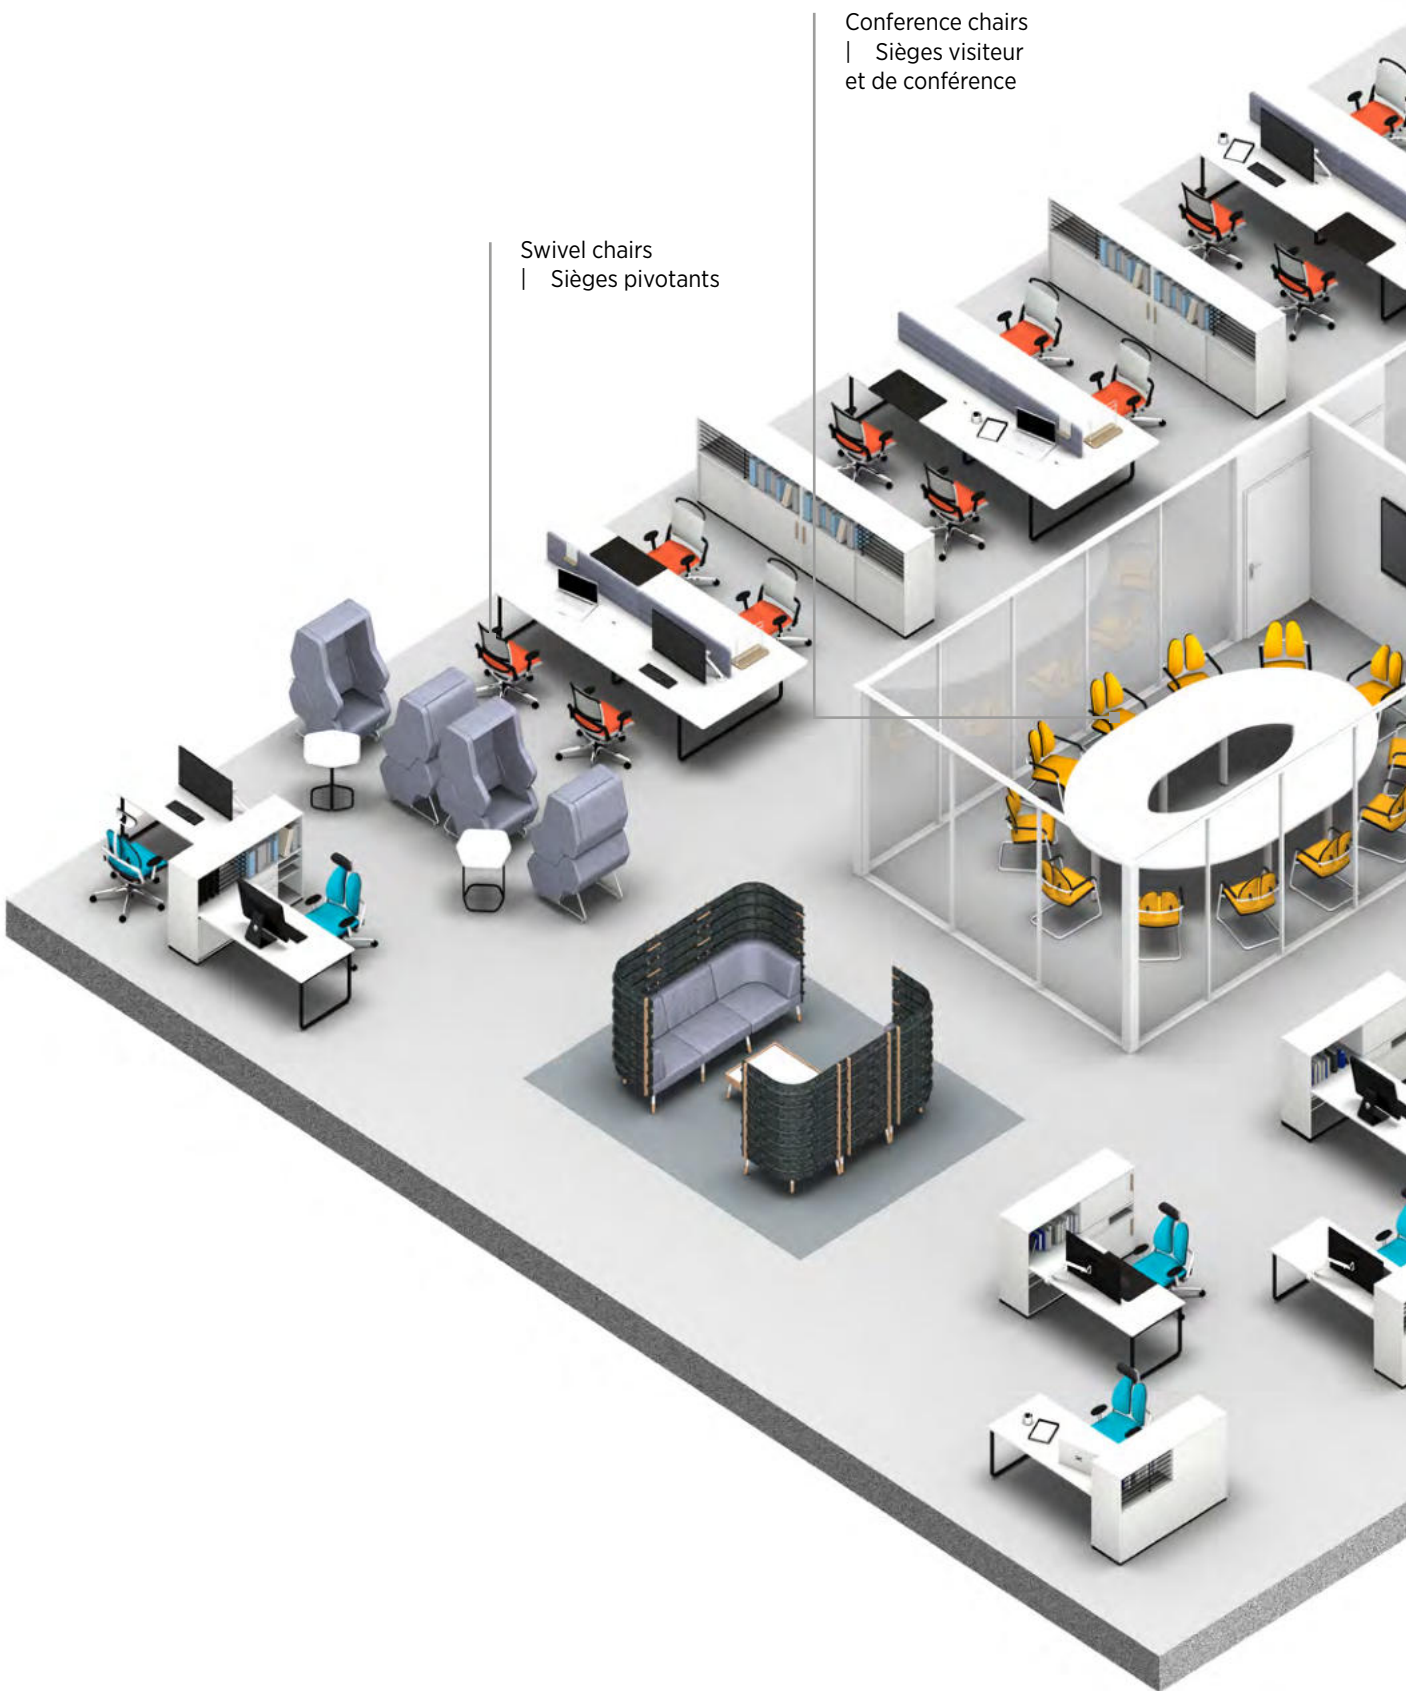 Conference chairs
| Sièges visiteur
et de conférence
Swivel chairs
| Sièges pivotants